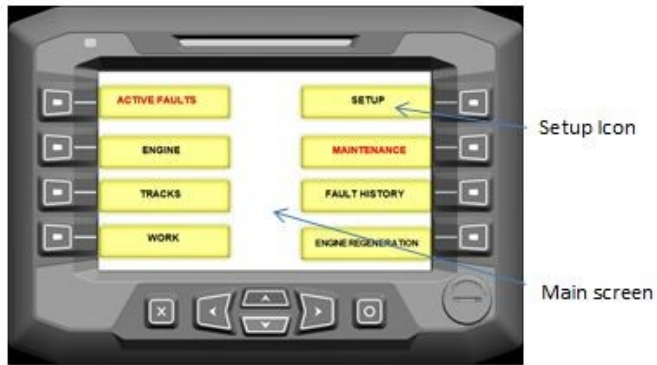 ACTIVE FAULTS
SETUP
Setup Icon
ENGINE
MAINTENANCE
TRACKS
FAULT HISTORY
WORK
ENGINE REGENERATION
Main screen
X
O